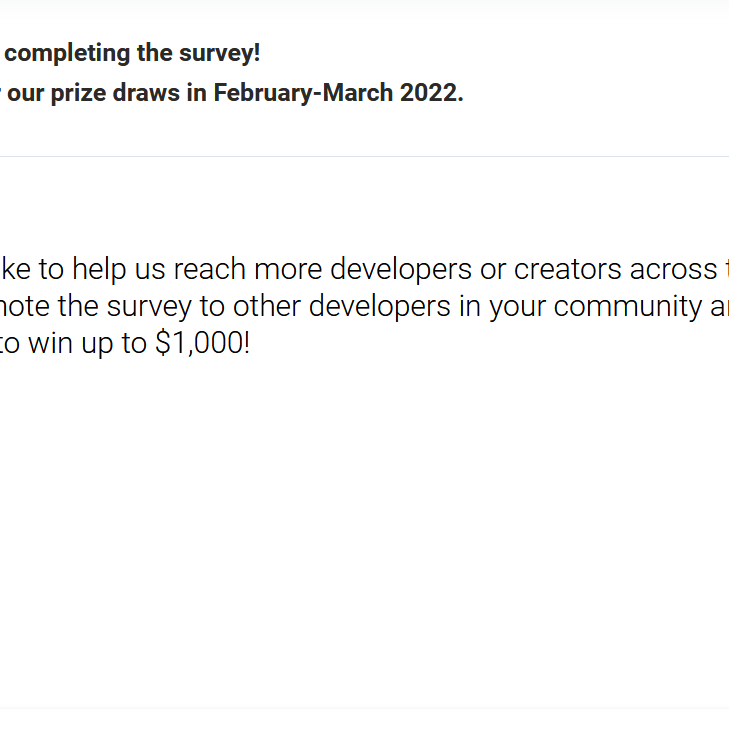 completing the survey!
our prize draws in February-March 2022.
ke to help us reach more developers or creators across
note the survey to other developers in your community
to win up to $1,000!